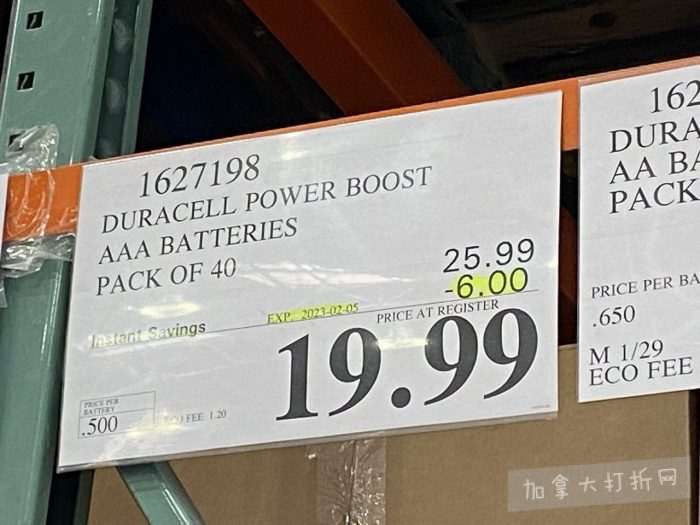 1627198
DURACELL POWER BOOST
AAA BATTERIES
PACK OF 40
25.99
-6.00
Instant Savings
EXP. 2023-02-05
PRICE AT REGISTER
19.99
PRICE PER
BATTERY
.500
ECO FEE 1.20
162
DURA
AA BA
PACK
PRICE PER BA
.650
M 1/29
ECO FEE
加拿大打折网